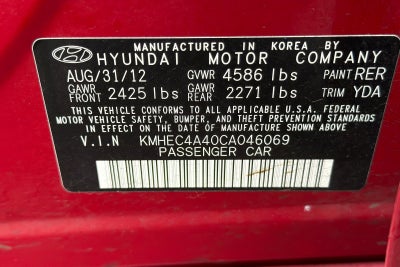 MANUFACTURED IN KOREA BY
HYUNDAI MOTOR COMPANY
AUG/31/12 GVWR 4586 lbs PAINT RER
GAWR FRONT 2425 lbs GAWR REAR 2271 lbs TRIM YDA
THIS VEHICLE CONFORMS TO ALL APPLICABLE U.S.A. FEDERAL
MOTOR VEHICLE SAFETY, BUMPER, AND THEFT PREVENTION STANDARDS
IN EFFECT ON THE DATE OF MANUFACTURE SHOWN ABOVE.
V.I.N KMHEC4A40CA046069
PASSENGER CAR